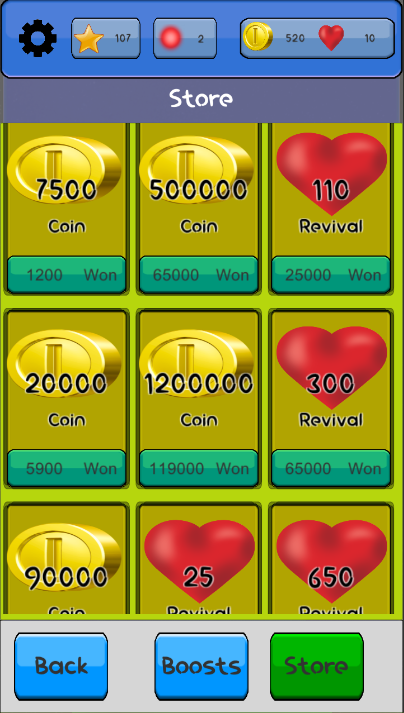 107
2
520
10
Store
7500 500000 110
Coin Coin Revival
1200 Won 65000 Won 25000 Won
20000 1200000 300
Coin Coin Revival
5900 Won 119000 Won 65000 Won
90000 25 650
Coin Revival Revival
Back Boosts Store